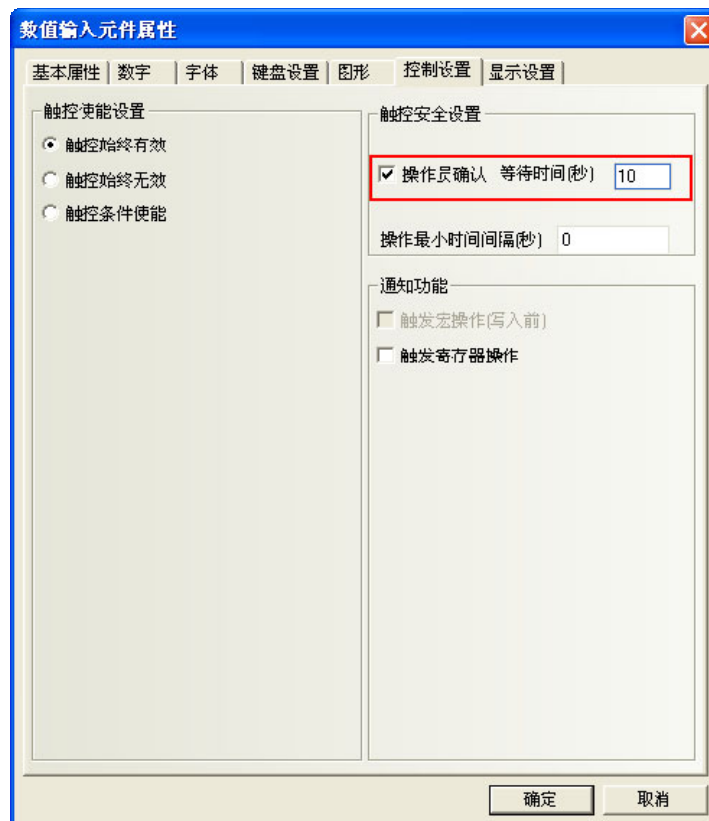 数值输入元件属性
基本属性 数字 字体 键盘设置 图形 控制设置 显示设置
触控使能设置
触控始终有效
触控始终无效
触控条件使能
触控安全设置
操作员确认 等待时间(秒) 10
操作最小时间间隔(秒) 0
通知功能
触发宏操作(写入前)
触发寄存器操作
确定 取消